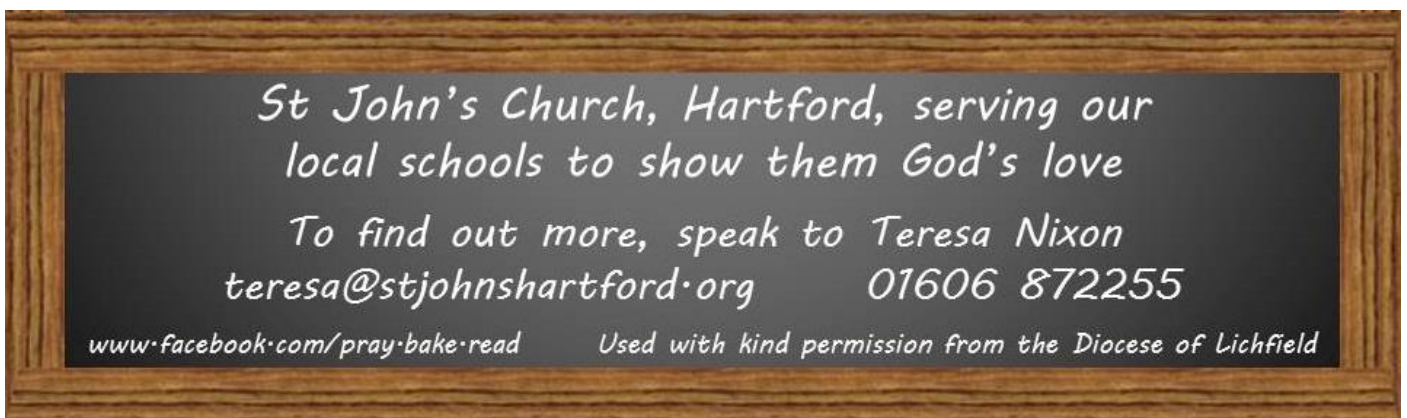 St John's Church, Hartford, serving our
local schools to show them God's love
To find out more, speak to Teresa Nixon
teresa@stjohnshartford.org 01606 872255
www.facebook.com/pray.bake.read Used with kind permission from the Diocese of Lichfield